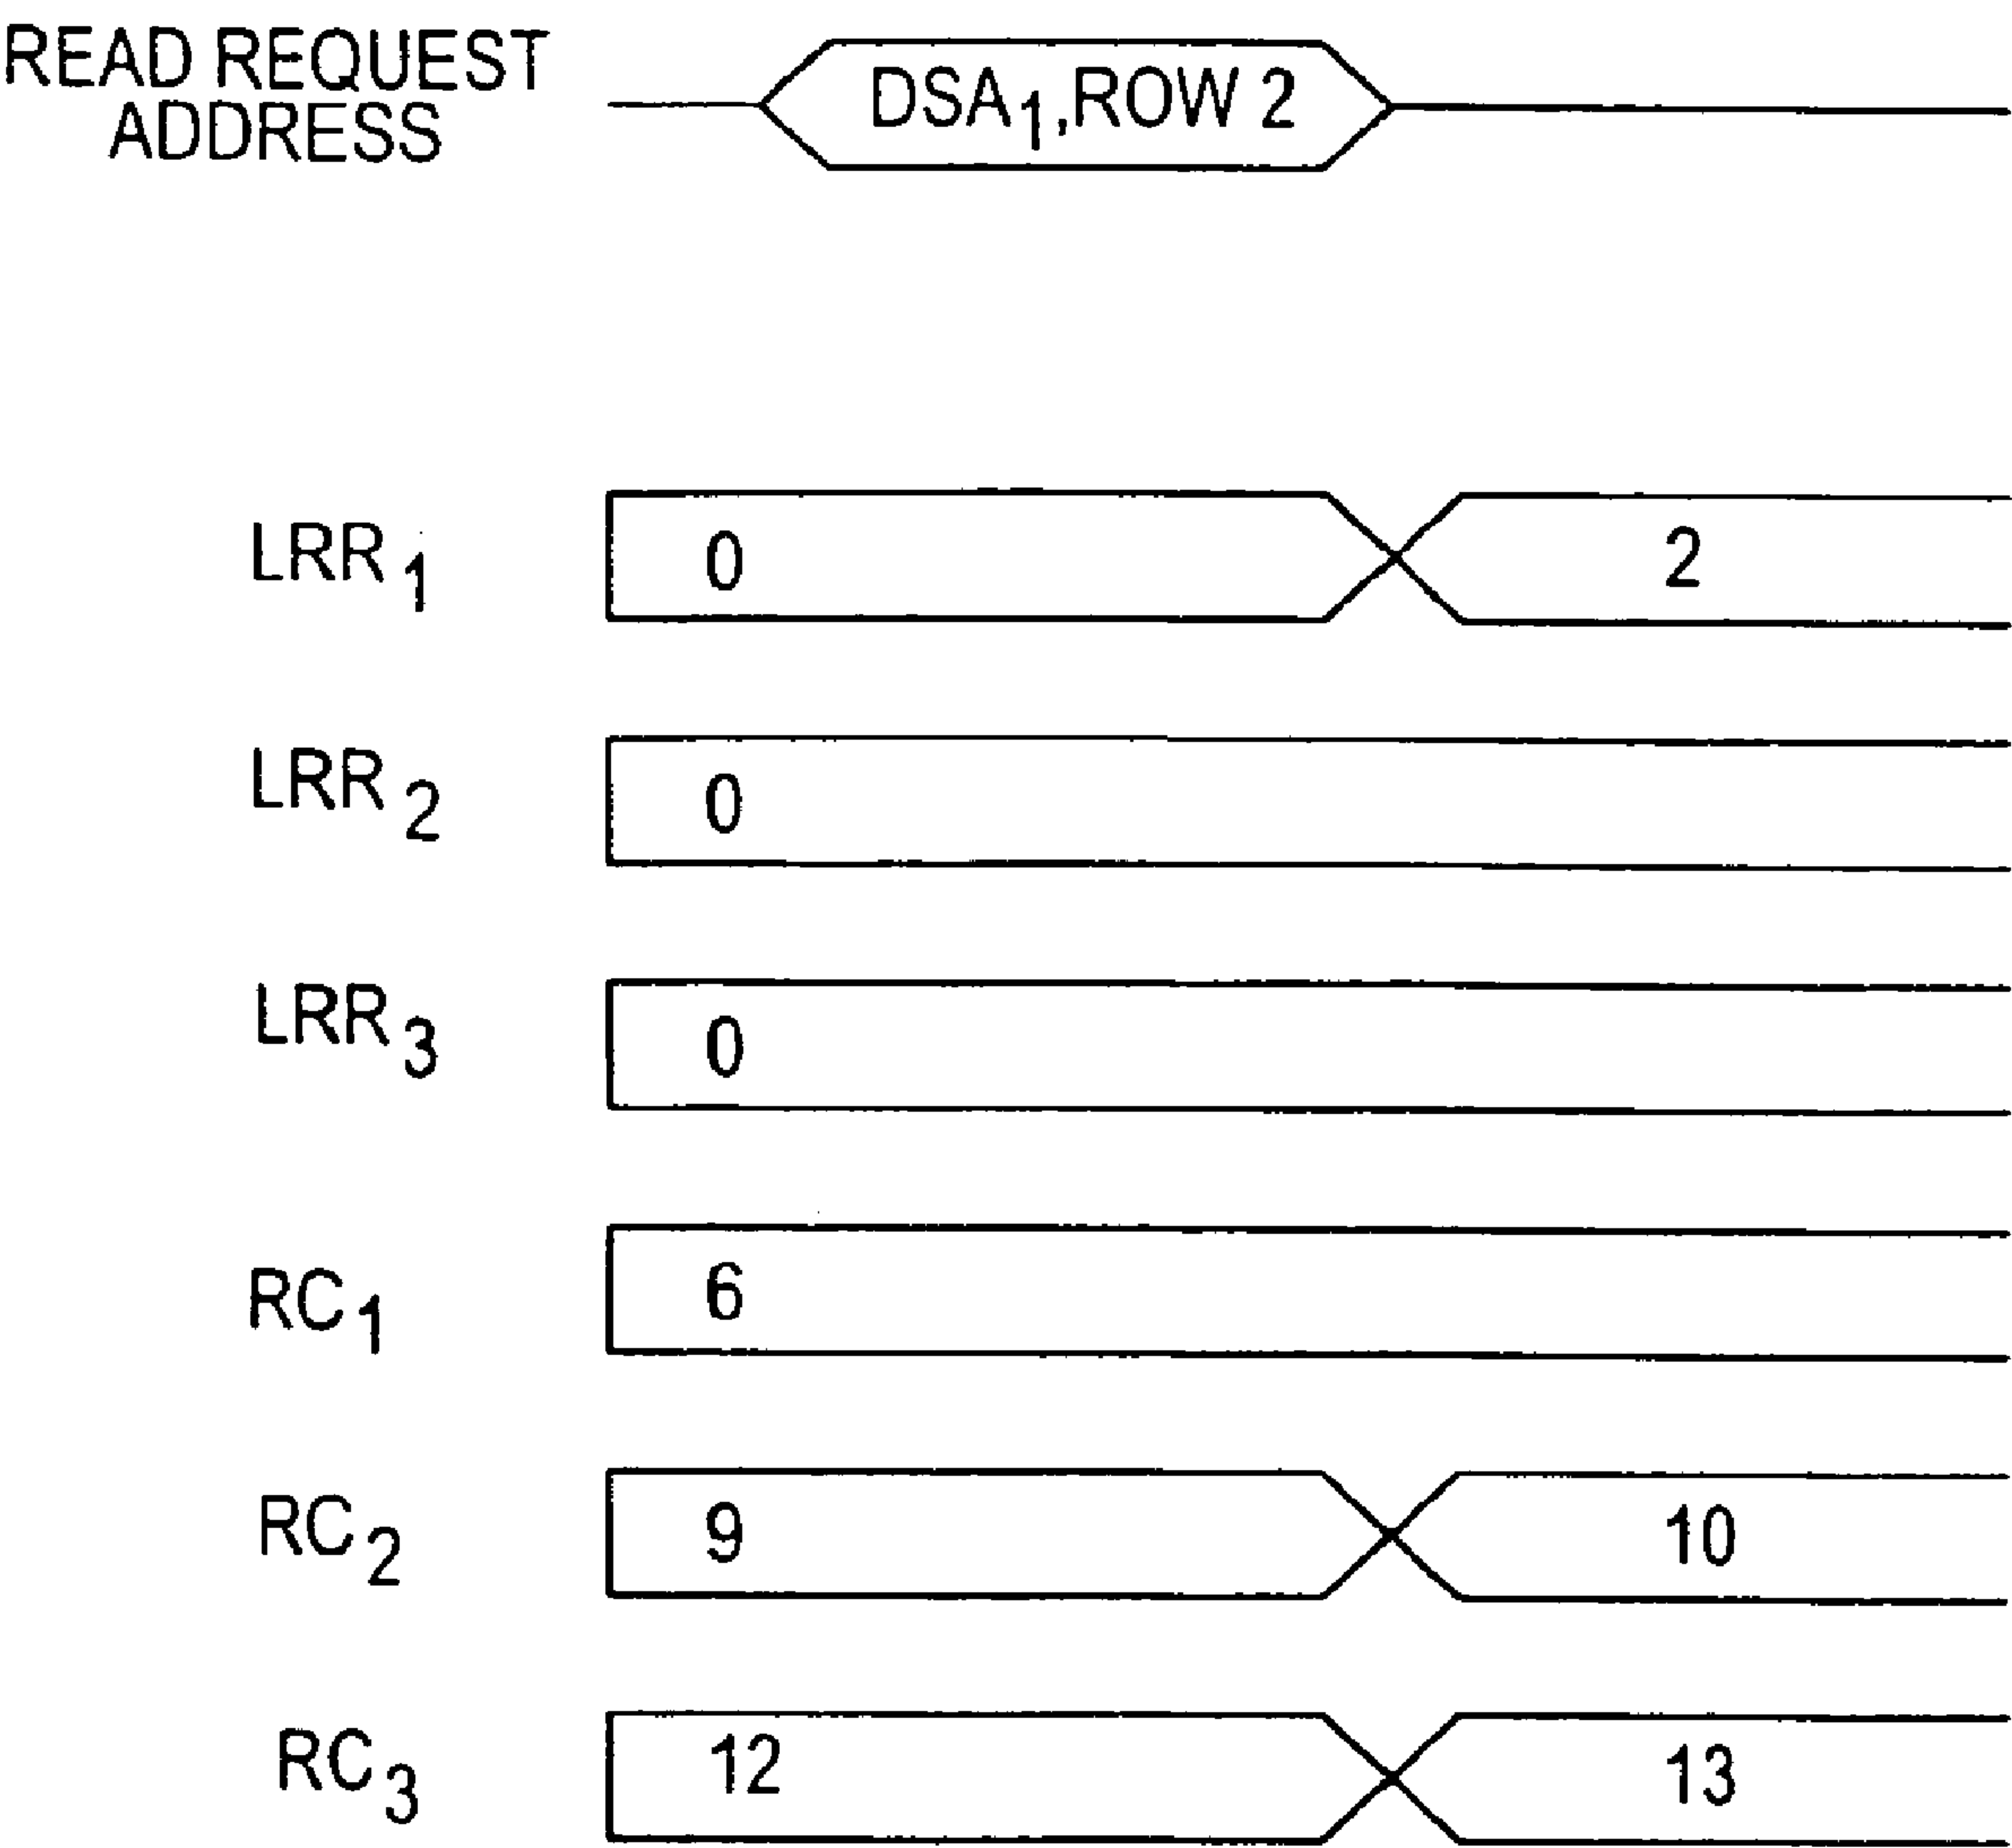 READ REQUEST
ADDRESS
DSA1,ROW 2
LRR1
0
2
LRR2
0
LRR3
0
RC1
6
RC2
9
10
RC3
12
13